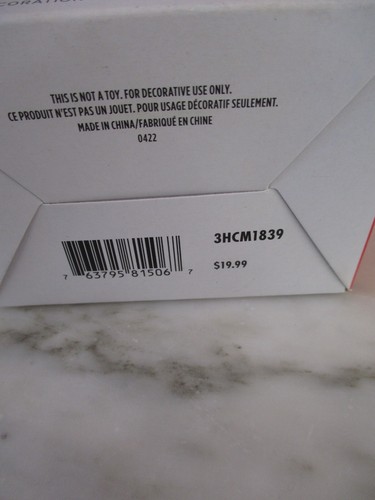 THIS IS NOT A TOY. FOR DECORATIVE USE ONLY.
CE PRODUIT N'EST PAS UN JOUET. POUR USAGE DÉCORATIF SEULEMENT.
MADE IN CHINA/FABRIQUÉ EN CHINE
0422
3HCM1839
$19.99
7 63795 81506 7